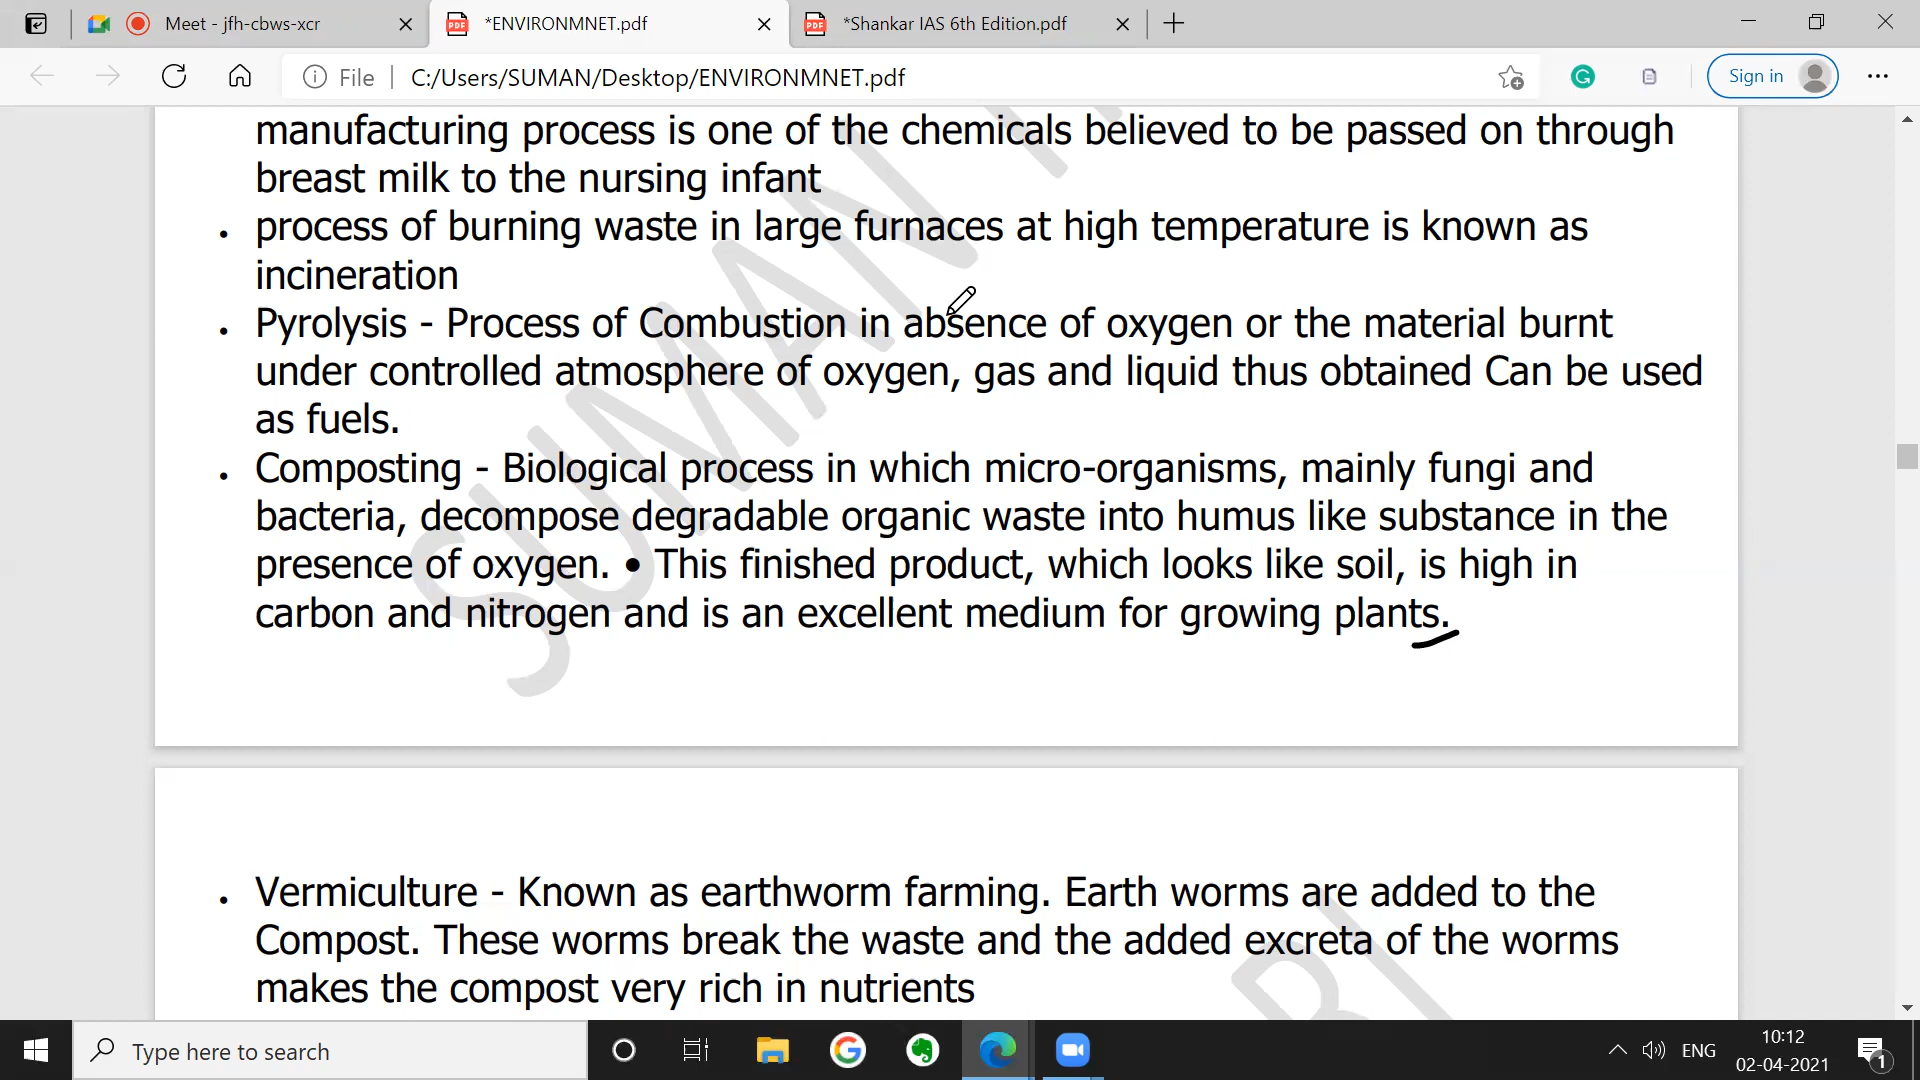 Meet - jfh-cbws-xcr
*ENVIRONMNET.pdf
*Shankar IAS 6th Edition.pdf
File
C:/Users/SUMAN/Desktop/ENVIRONMNET.pdf
Sign in
manufacturing process is one of the chemicals believed to be passed on through
breast milk to the nursing infant
• process of burning waste in large furnaces at high temperature is known as
incineration
• Pyrolysis - Process of Combustion in absence of oxygen or the material burnt
under controlled atmosphere of oxygen, gas and liquid thus obtained Can be used
as fuels.
• Composting - Biological process in which micro-organisms, mainly fungi and
bacteria, decompose degradable organic waste into humus like substance in the
presence of oxygen. • This finished product, which looks like soil, is high in
carbon and nitrogen and is an excellent medium for growing plants.
SUMAN
• Vermiculture - Known as earthworm farming. Earth worms are added to the
Compost. These worms break the waste and the added excreta of the worms
makes the compost very rich in nutrients
Type here to search
ENG
10:12
02-04-2021
1